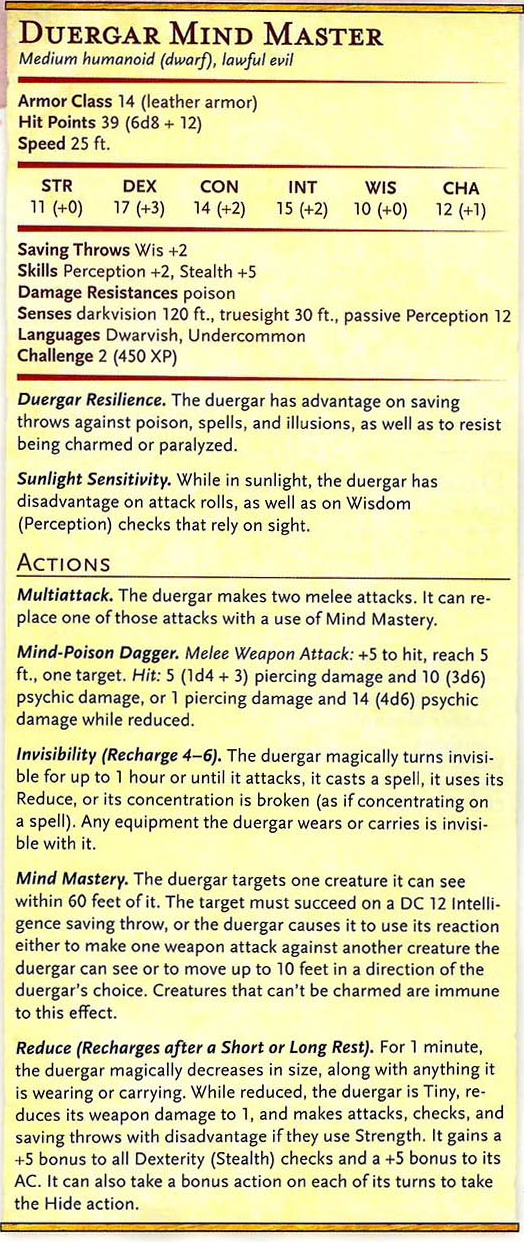 DUERGAR MIND MASTER
Medium humanoid (dwarf), lawful evil
Armor Class 14 (leather armor)
Hit Points 39 (6d8 + 12)
Speed 25 ft.
STR DEX CON INT WIS CHA
11 (+0) 17 (+3) 14 (+2) 15 (+2) 10 (+0) 12 (+1)
Saving Throws Wis +2
Skills Perception +2, Stealth +5
Damage Resistances poison
Senses darkvision 120 ft., truesight 30 ft., passive Perception 12
Languages Dwarvish, Undercommon
Challenge 2 (450 XP)
Duergar Resilience. The duergar has advantage on saving
throws against poison, spells, and illusions, as well as to resist
being charmed or paralyzed.
Sunlight Sensitivity. While in sunlight, the duergar has
disadvantage on attack rolls, as well as on Wisdom
(Perception) checks that rely on sight.
ACTIONS
Multiattack. The duergar makes two melee attacks. It can re-
place one of those attacks with a use of Mind Mastery.
Mind-Poison Dagger. Melee Weapon Attack: +5 to hit, reach 5
ft., one target. Hit: 5 (1d4 + 3) piercing damage and 10 (3d6)
psychic damage, or 1 piercing damage and 14 (4d6) psychic
damage while reduced.
Invisibility (Recharge 4–6). The duergar magically turns invisi-
ble for up to 1 hour or until it attacks, it casts a spell, it uses its
Reduce, or its concentration is broken (as if concentrating on
a spell). Any equipment the duergar wears or carries is invisi-
ble with it.
Mind Mastery. The duergar targets one creature it can see
within 60 feet of it. The target must succeed on a DC 12 Intelli-
gence saving throw, or the duergar causes it to use its reaction
either to make one weapon attack against another creature the
duergar can see or to move up to 10 feet in a direction of the
duergar's choice. Creatures that can't be charmed are immune
to this effect.
Reduce (Recharges after a Short or Long Rest). For 1 minute,
the duergar magically decreases in size, along with anything it
is wearing or carrying. While reduced, the duergar is Tiny, re-
duces its weapon damage to 1, and makes attacks, checks, and
saving throws with disadvantage if they use Strength. It gains a
+5 bonus to all Dexterity (Stealth) checks and a +5 bonus to its
AC. It can also take a bonus action on each of its turns to take
the Hide action.